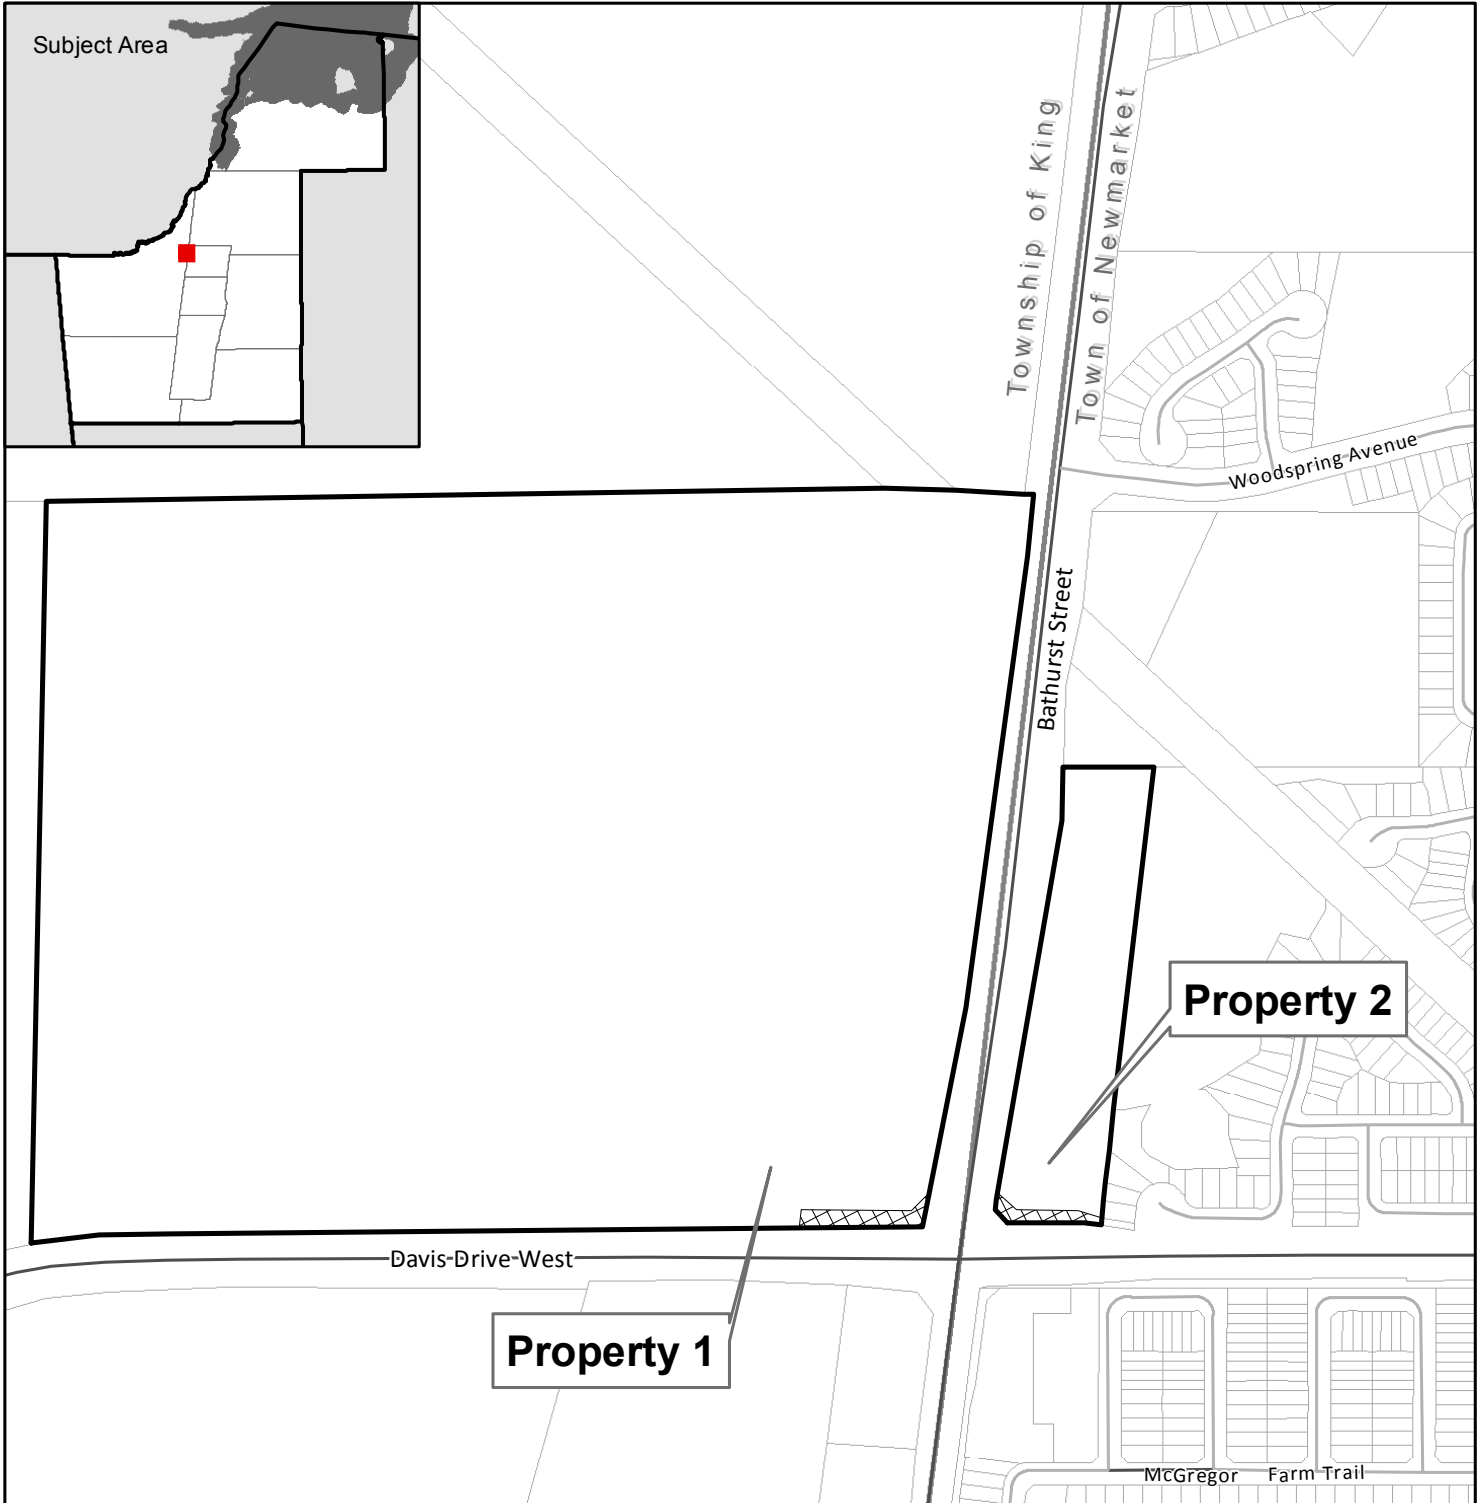 Subject Area
Township of King
Town of Newmarket
Woodspring Avenue
Bathurst Street
Property 2
Davis Drive West
Property 1
McGregor Farm Trail